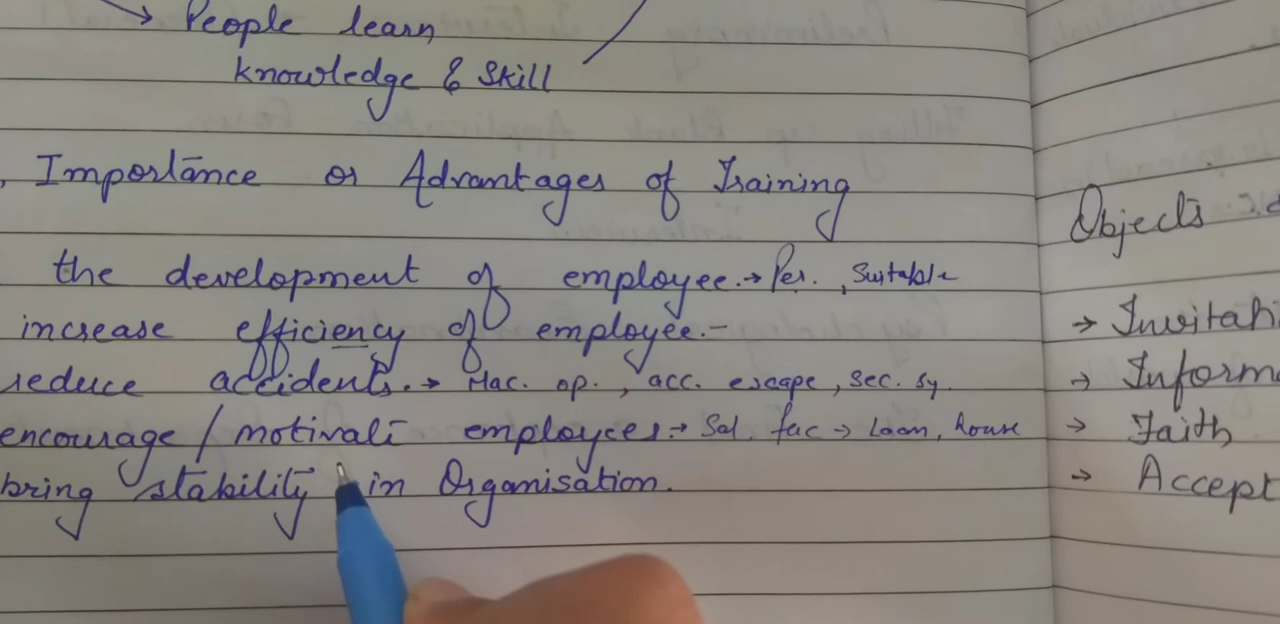 → People learn
knowledge & Skill
Importance or Advantages of Training
the development of employee.→ Per., Suitable
increase efficiency of employee.-
reduce accidents.→ Mac. op., acc. escape, sec. sy.
encourage / motivate employees.→ Sal. fac → Loan, house
bring stability in Organisation.
Objects
→ Invitati
→ Inform
→ Faith
→ Accept